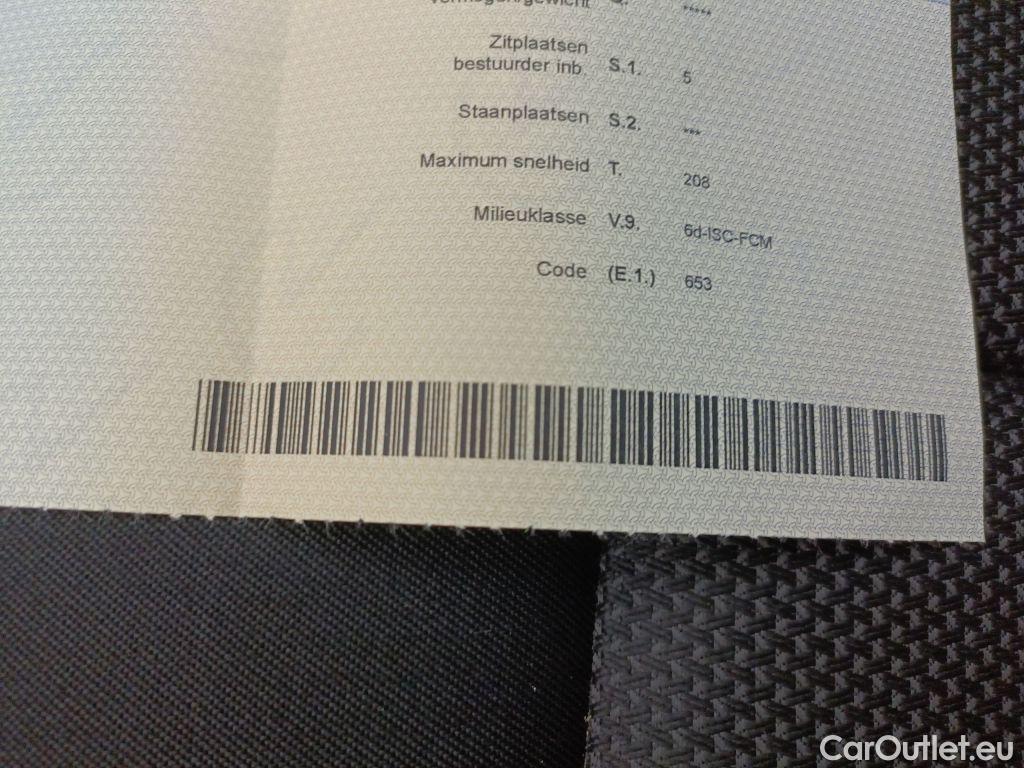 Zitplaatsen
bestuurder inb. S.1. 5
Staanplaatsen S.2. ***
Maximum snelheid T. 208
Milieuklasse V.9. 6d-ISC-FCM
Code (E.1.) 653
CarOutlet.eu